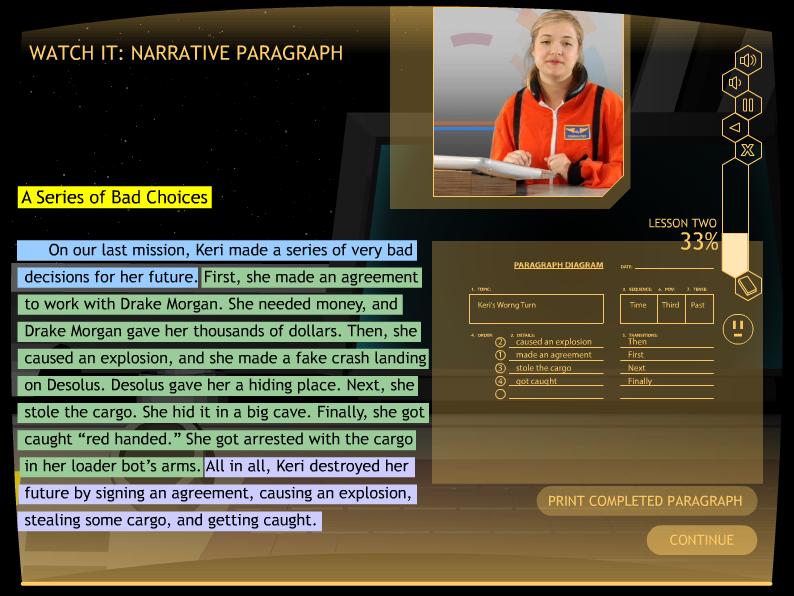 WATCH IT: NARRATIVE PARAGRAPH
A Series of Bad Choices
On our last mission, Keri made a series of very bad
decisions for her future. First, she made an agreement
to work with Drake Morgan. She needed money, and
Drake Morgan gave her thousands of dollars. Then, she
caused an explosion, and she made a fake crash landing
on Desolus. Desolus gave her a hiding place. Next, she
stole the cargo. She hid it in a big cave. Finally, she got
caught “red handed.” She got arrested with the cargo
in her loader bot’s arms. All in all, Keri destroyed her
future by signing an agreement, causing an explosion,
stealing some cargo, and getting caught.
LESSON TWO
33%
PARAGRAPH DIAGRAM
DATE:
1. TOPIC:
Keri's Worng Turn
SEQUENCE: POV: 7. TENSE:
Time Third Past
4. ORDER: 2. DETAILS: 5. TRANSITIONS:
2 caused an explosion Then
1 made an agreement First
3 stole the cargo Next
4 got caught Finally
PRINT COMPLETED PARAGRAPH
CONTINUE